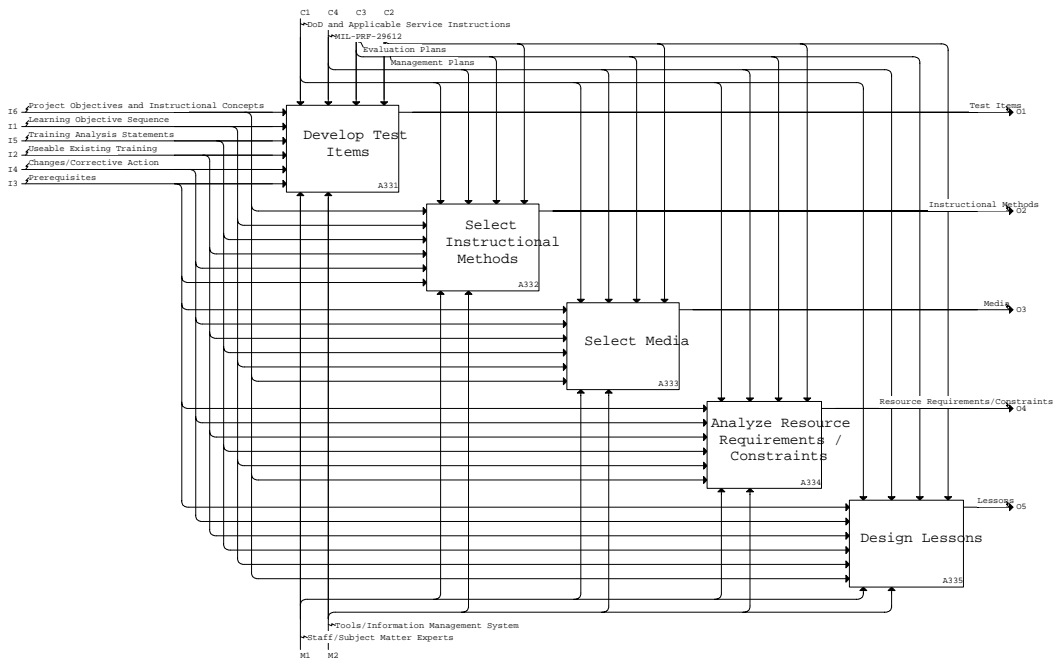 C1 C4 C3 C2
DoD and Applicable Service Instructions
MIL-PRF-29612
Evaluation Plans
Management Plans
I6 Project Objectives and Instructional Concepts
I1 Learning Objective Sequence
I5 Training Analysis Statements
I2 Useable Existing Training
I4 Changes/Corrective Action
I3 Prerequisites
Develop Test
Items
A331
Test Items
O1
Select
Instructional
Methods
A332
Instructional Methods
O2
Select Media
A333
Media
O3
Analyze Resource
Requirements /
Constraints
A334
Resource Requirements/Constraints
O4
Design Lessons
A335
Lessons
O5
Tools/Information Management System
Staff/Subject Matter Experts
M1 M2